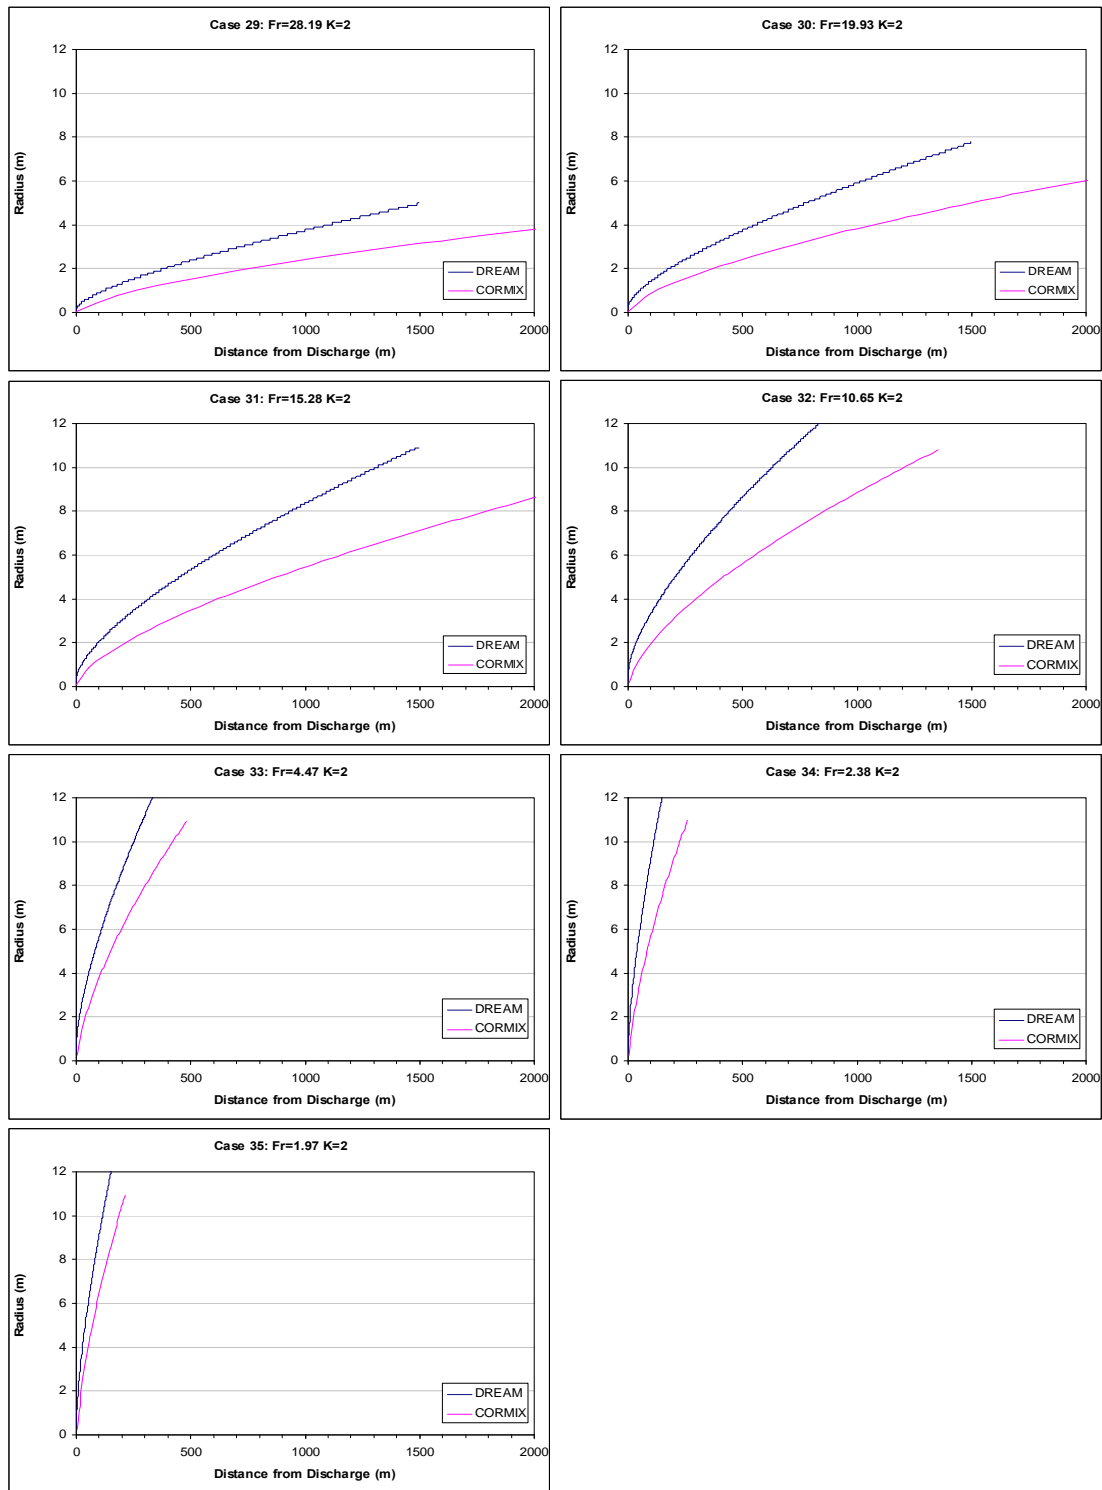 Case 29: Fr=28.19 K=2
12
10
8
6
4
2
0
Radius (m)
DREAM
CORMIX
0 500 1000 1500 2000
Distance from Discharge (m)
Case 30: Fr=19.93 K=2
12
10
8
6
4
2
0
Radius (m)
DREAM
CORMIX
0 500 1000 1500 2000
Distance from Discharge (m)
Case 31: Fr=15.28 K=2
12
10
8
6
4
2
0
Radius (m)
DREAM
CORMIX
0 500 1000 1500 2000
Distance from Discharge (m)
Case 32: Fr=10.65 K=2
12
10
8
6
4
2
0
Radius (m)
DREAM
CORMIX
0 500 1000 1500 2000
Distance from Discharge (m)
Case 33: Fr=4.47 K=2
12
10
8
6
4
2
0
Radius (m)
DREAM
CORMIX
0 500 1000 1500 2000
Distance from Discharge (m)
Case 34: Fr=2.38 K=2
12
10
8
6
4
2
0
Radius (m)
DREAM
CORMIX
0 500 1000 1500 2000
Distance from Discharge (m)
Case 35: Fr=1.97 K=2
12
10
8
6
4
2
0
Radius (m)
DREAM
CORMIX
0 500 1000 1500 2000
Distance from Discharge (m)